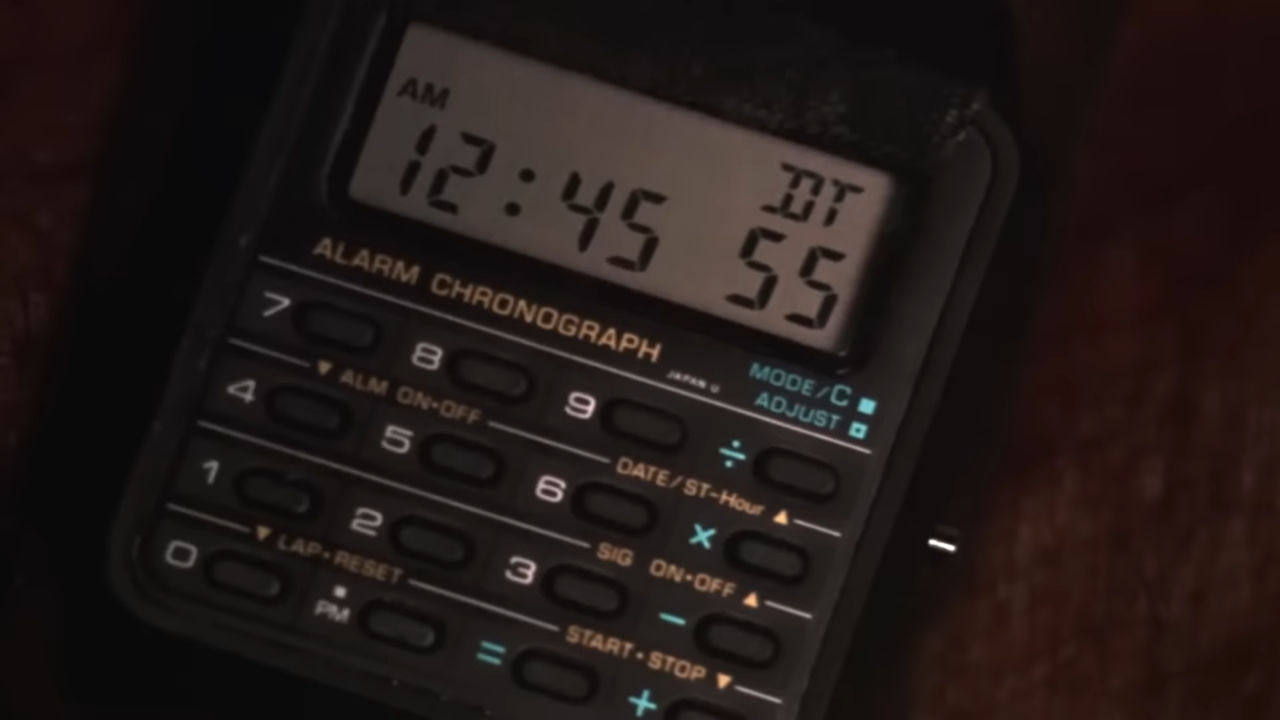 AM DT
12:45 55
ALARM CHRONOGRAPH
JAPAN U
MODE/C
ADJUST
7 8 9 ÷
ALM ON•OFF
DATE/ST-Hour
4 5 6 ×
SIG ON•OFF
1 2 3 −
LAP•RESET
START•STOP
0 • PM = +